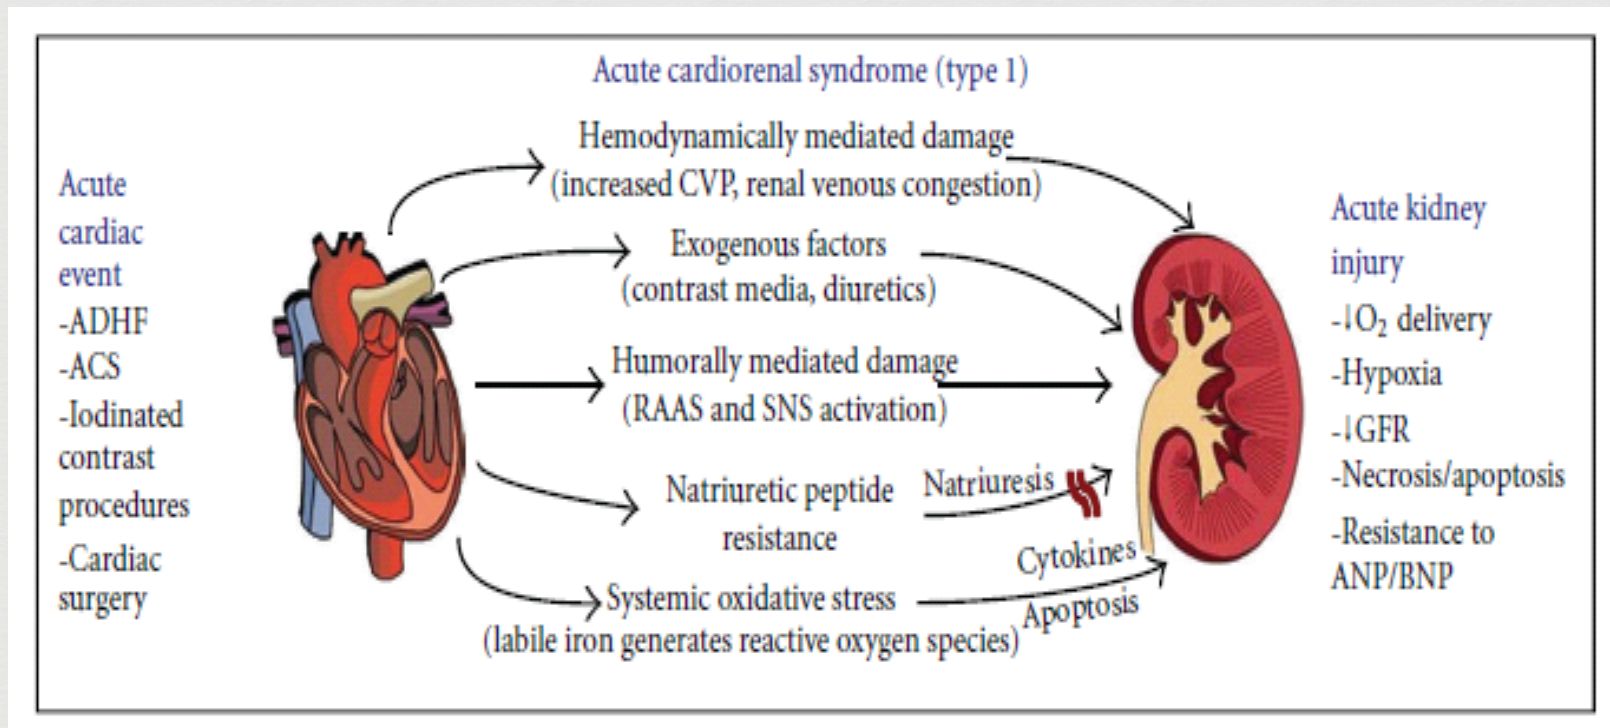 Acute cardiorenal syndrome (type 1)
Acute
cardiac
event
-ADHF
-ACS
-Iodinated
contrast
procedures
-Cardiac
surgery
Hemodynamically mediated damage
(increased CVP, renal venous congestion)
Exogenous factors
(contrast media, diuretics)
Humorally mediated damage
(RAAS and SNS activation)
Natriuretic peptide
resistance
Natriuresis
Systemic oxidative stress
(labile iron generates reactive oxygen species)
Cytokines
Apoptosis
Acute kidney
injury
-↓O₂ delivery
-Hypoxia
-↓GFR
-Necrosis/apoptosis
-Resistance to
ANP/BNP